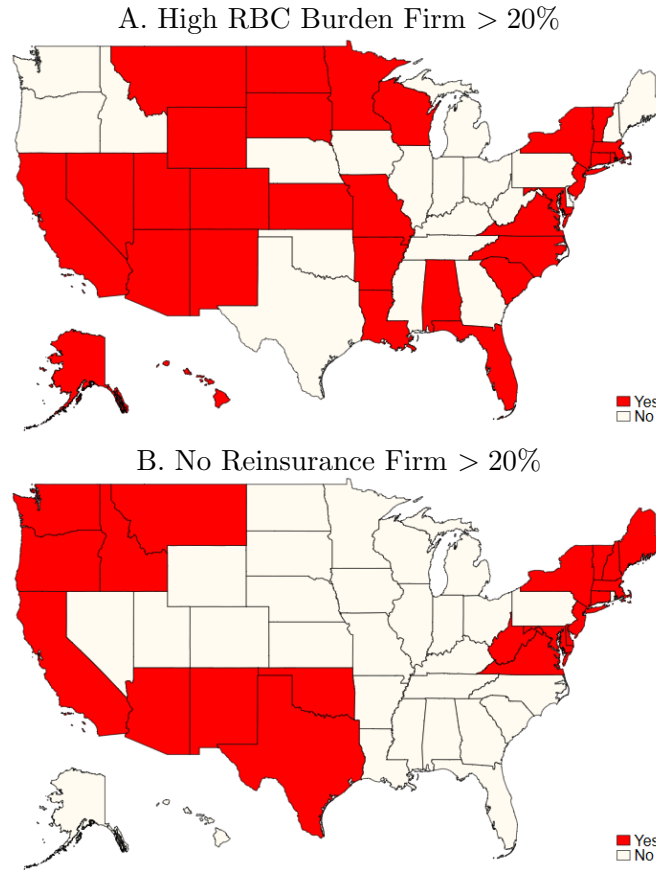 A. High RBC Burden Firm > 20%
Yes
No
B. No Reinsurance Firm > 20%
Yes
No